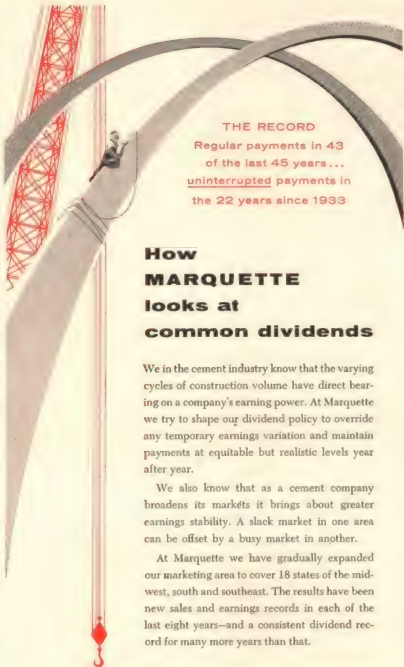 THE RECORD
Regular payments in 43
of the last 45 years...
uninterrupted payments in
the 22 years since 1933
How
MARQUETTE
looks at
common dividends
We in the cement industry know that the varying
cycles of construction volume have direct bear-
ing on a company's earning power. At Marquette
we try to shape our dividend policy to override
any temporary earnings variation and maintain
payments at equitable but realistic levels year
after year.
We also know that as a cement company
broadens its markets it brings about greater
earnings stability. A slack market in one area
can be offset by a busy market in another.
At Marquette we have gradually expanded
our marketing area to cover 18 states of the mid-
west, south and southeast. The results have been
new sales and earnings records in each of the
last eight years—and a consistent dividend rec-
ord for many more years than that.